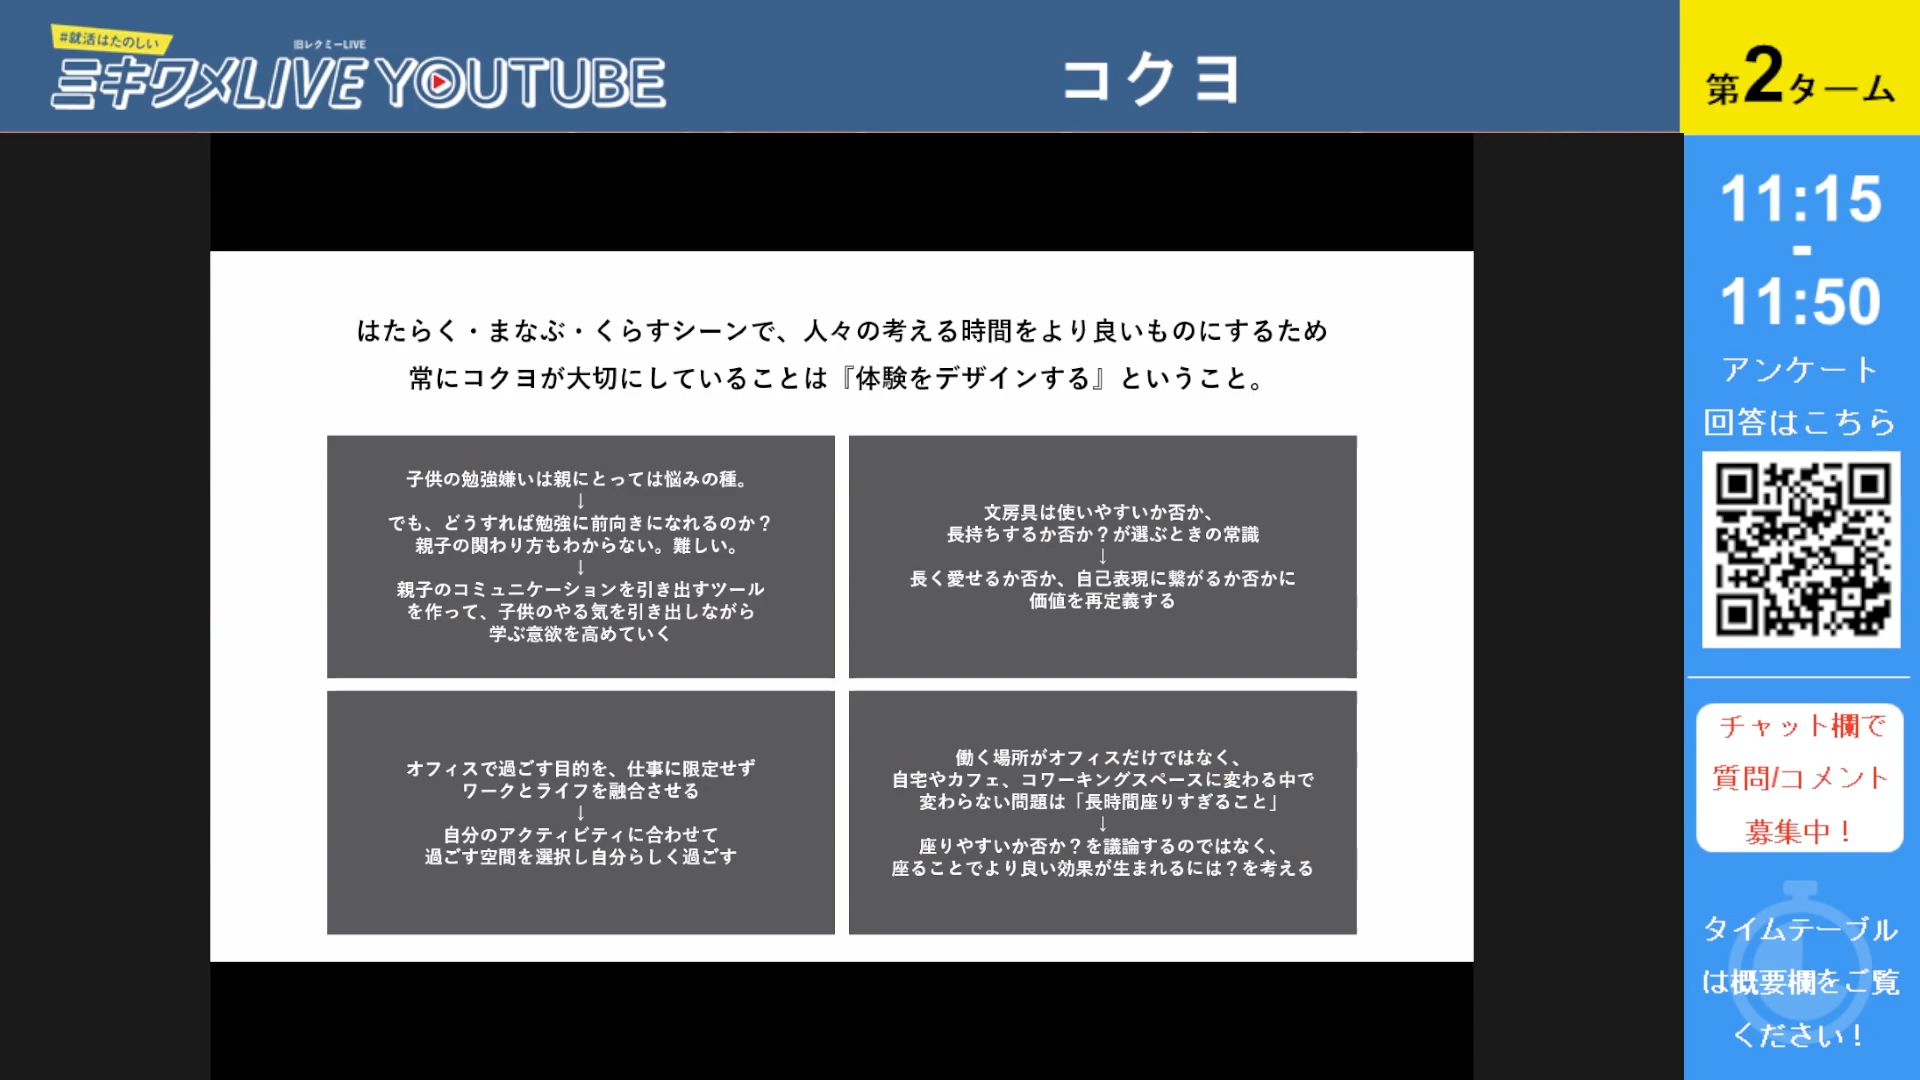 #就活はたのしい
旧レクミーLIVE
ミキワメLIVE YOUTUBE
コクヨ
第2ターム
はたらく・まなぶ・くらすシーンで、人々の考える時間をより良いものにするため
常にコクヨが大切にしていることは『体験をデザインする』ということ。
子供の勉強嫌いは親にとっては悩みの種。
↓
でも、どうすれば勉強に前向きになれるのか？
親子の関わり方もわからない。難しい。
↓
親子のコミュニケーションを引き出すツール
を作って、子供のやる気を引き出しながら
学ぶ意欲を高めていく
文房具は使いやすいか否か、
長持ちするか否か？が選ぶときの常識
↓
長く愛せるか否か、自己表現に繋がるか否かに
価値を再定義する
オフィスで過ごす目的を、仕事に限定せず
ワークとライフを融合させる
↓
自分のアクティビティに合わせて
過ごす空間を選択し自分らしく過ごす
働く場所がオフィスだけではなく、
自宅やカフェ、コワーキングスペースに変わる中で
変わらない問題は「長時間座りすぎること」
↓
座りやすいか否か？を議論するのではなく、
座ることでより良い効果が生まれるには？を考える
11:15
-
11:50
アンケート
回答はこちら
チャット欄で
質問/コメント
募集中！
タイムテーブル
は概要欄をご覧
ください！